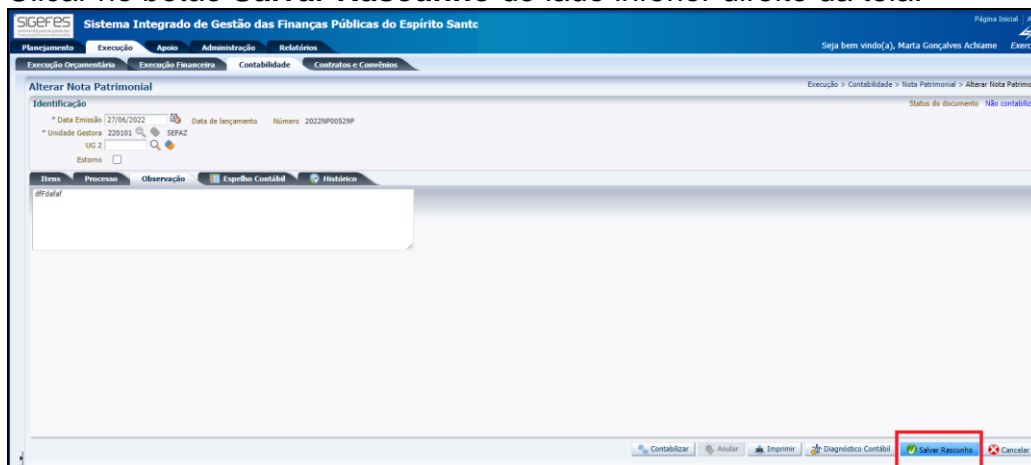 Clicar no botão Salvar Rascunho do lado inferior direito da tela.
SIGEFES Sistema Integrado de Gestão das Finanças Públicas do Espírito Santo
Página Inicial
Planejamento Execução Apoio Administração Relatórios
Seja bem vindo(a), Marta Gonçalves Achiame
Execução Orçamentária Execução Financeira Contabilidade Contratos e Convênios
Alterar Nota Patrimonial
Execução > Contabilidade > Nota Patrimonial > Alterar Nota Patrimo
Identificação
Status do documento Não contabiliz
* Data Emissão 27/06/2022 Data de lançamento Número 2022NP00529P
* Unidade Gestora 220101 SEFAZ
UG 2
Estorno
Itens Processo Observação Espelho Contábil Histórico
dfFdafaf
Contabilizar Anular Imprimir Diagnóstico Contábil Salvar Rascunho Cancelar